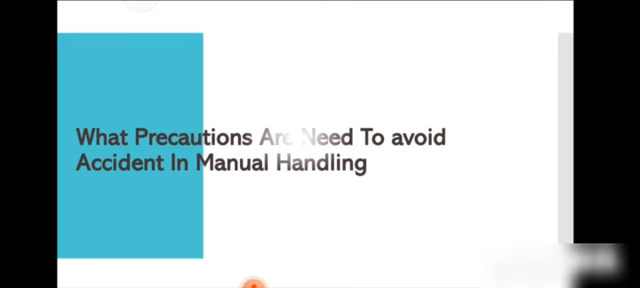 What Precautions Are Need To avoid
Accident In Manual Handling